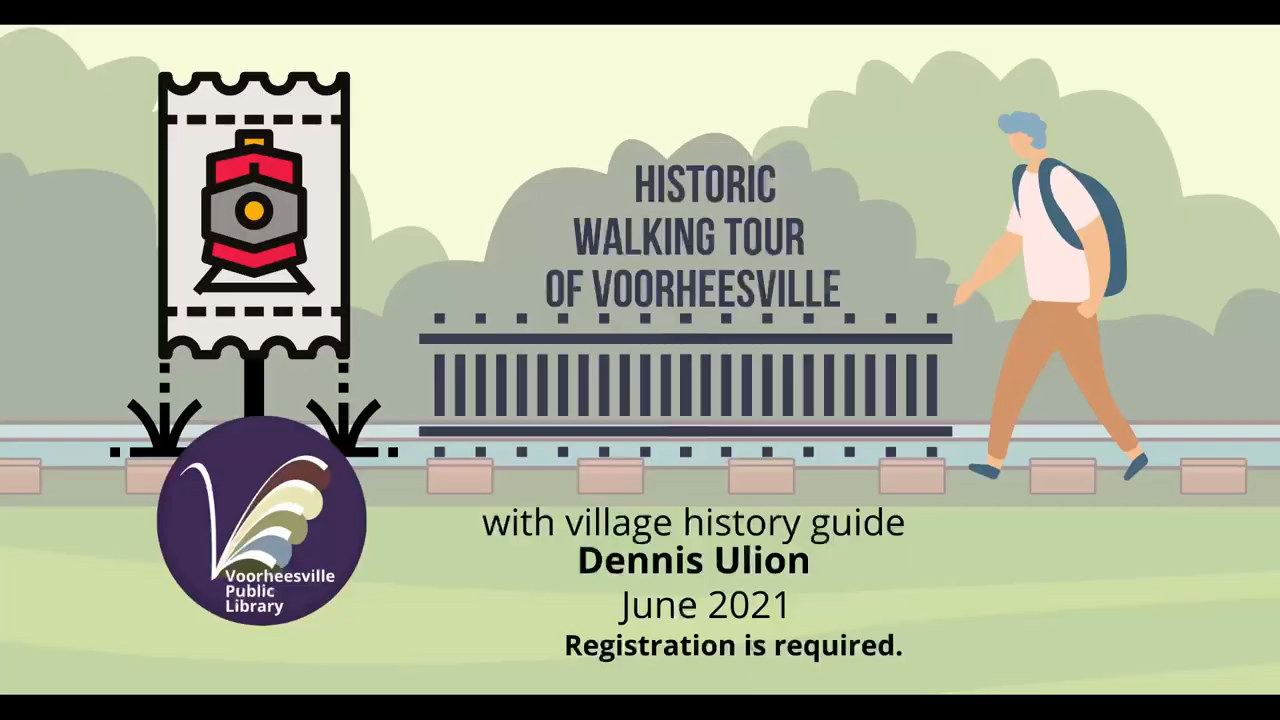 HISTORIC
WALKING TOUR
OF VOORHEESVILLE
with village history guide
Dennis Ulion
June 2021
Registration is required.
Voorheesville
Public
Library